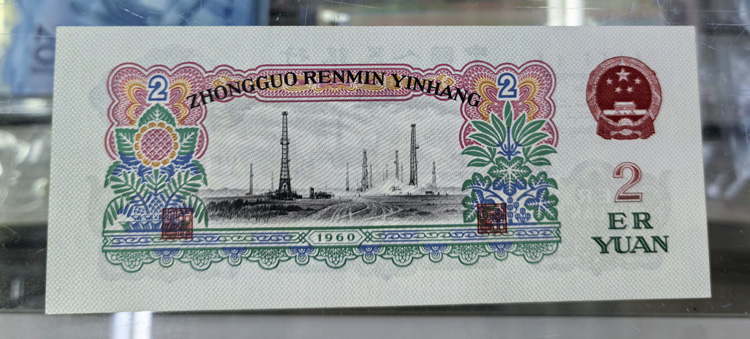 2
ZHONGGUO RENMIN YINHANG
2
2
ER
YUAN
1960